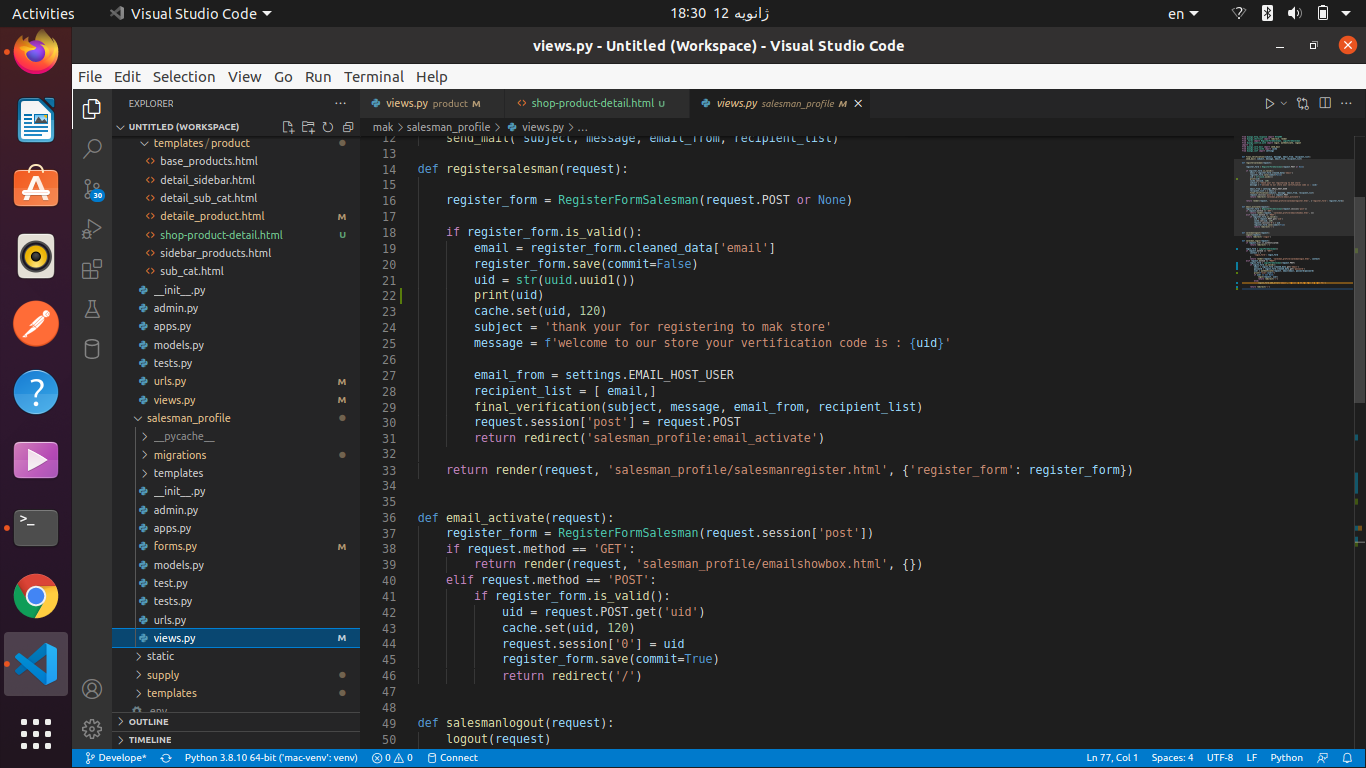 Activities
Visual Studio Code
18:30 ژانویه 12
en
views.py - Untitled (Workspace) - Visual Studio Code
File Edit Selection View Go Run Terminal Help
EXPLORER
views.py product M
shop-product-detail.html U
views.py salesman_profile M
UNTITLED (WORKSPACE)
mak > salesman_profile > views.py > ...
templates / product
base_products.html
detail_sidebar.html
detail_sub_cat.html
detaile_product.html M
shop-product-detail.html U
sidebar_products.html
sub_cat.html
__init__.py
admin.py
apps.py
models.py
tests.py
urls.py M
views.py M
salesman_profile
__pycache__
migrations
templates
__init__.py
admin.py
apps.py
forms.py M
models.py
test.py
tests.py
urls.py
views.py M
static
supply
templates
.env
OUTLINE
TIMELINE
30
12 send_mail( subject, message, email_from, recipient_list)
13
14 def registersalesman(request):
15
16 register_form = RegisterFormSalesman(request.POST or None)
17
18 if register_form.is_valid():
19 email = register_form.cleaned_data['email']
20 register_form.save(commit=False)
21 uid = str(uuid.uuid1())
22 print(uid)
23 cache.set(uid, 120)
24 subject = 'thank your for registering to mak store'
25 message = f'welcome to our store your vertification code is : {uid}'
26
27 email_from = settings.EMAIL_HOST_USER
28 recipient_list = [ email,]
29 final_verification(subject, message, email_from, recipient_list)
30 request.session['post'] = request.POST
31 return redirect('salesman_profile:email_activate')
32
33 return render(request, 'salesman_profile/salesmanregister.html', {'register_form': register_form})
34
35
36 def email_activate(request):
37 register_form = RegisterFormSalesman(request.session['post'])
38 if request.method == 'GET':
39 return render(request, 'salesman_profile/emailshowbox.html', {})
40 elif request.method == 'POST':
41 if register_form.is_valid():
42 uid = request.POST.get('uid')
43 cache.set(uid, 120)
44 request.session['0'] = uid
45 register_form.save(commit=True)
46 return redirect('/')
47
48
49 def salesmanlogout(request):
50 logout(request)
Develope*
Python 3.8.10 64-bit ('mac-venv': venv)
0 0
Connect
Ln 77, Col 1
Spaces: 4
UTF-8
LF
Python